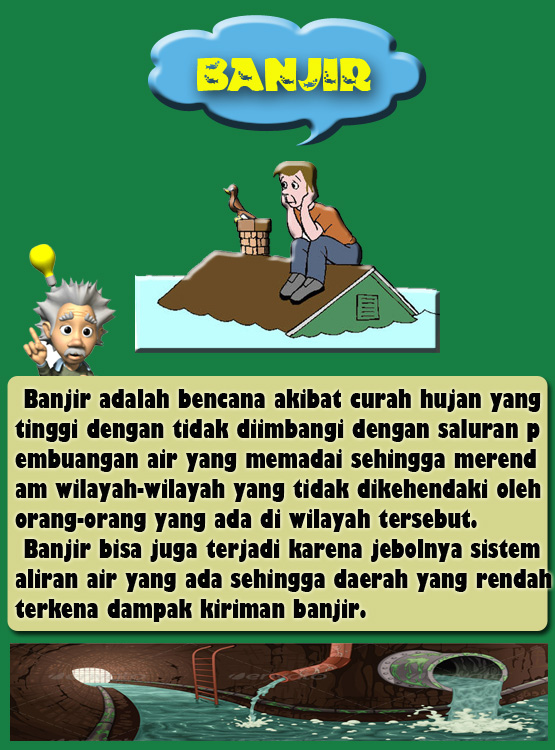 BANJIR
Banjir adalah bencana akibat curah hujan yang
tinggi dengan tidak diimbangi dengan saluran p
embuangan air yang memadai sehingga merend
am wilayah-wilayah yang tidak dikehendaki oleh
orang-orang yang ada di wilayah tersebut.
Banjir bisa juga terjadi karena jebolnya sistem
aliran air yang ada sehingga daerah yang rendah
terkena dampak kiriman banjir.